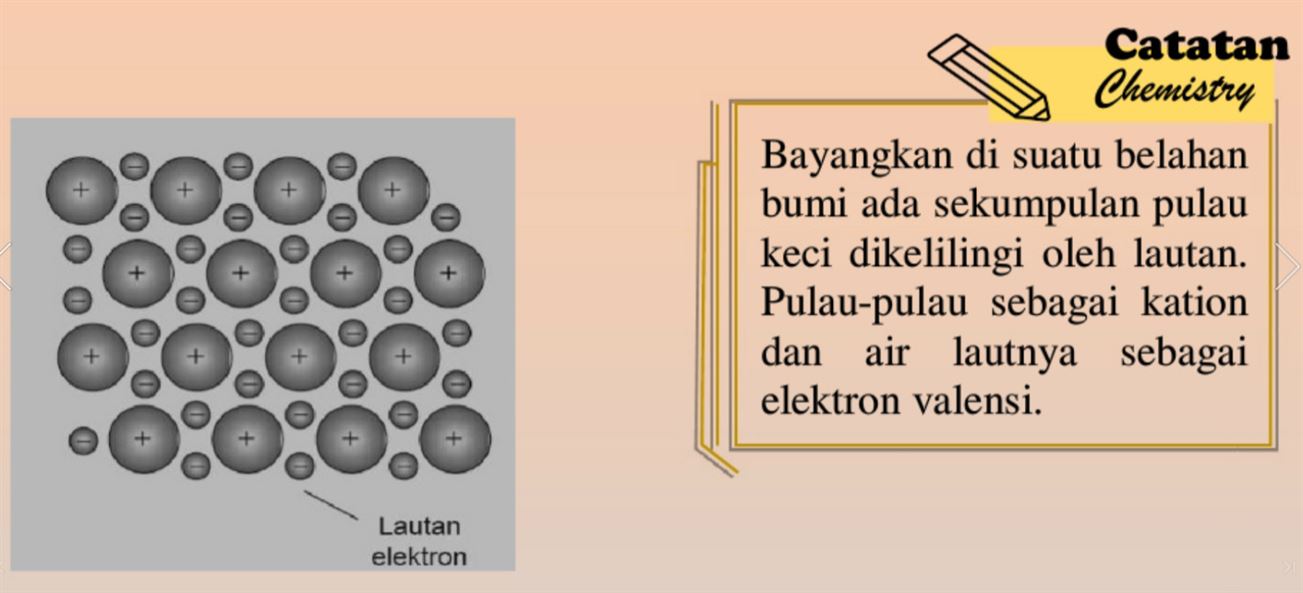 Catatan
Chemistry
Bayangkan di suatu belahan
bumi ada sekumpulan pulau
keci dikelilingi oleh lautan.
Pulau-pulau sebagai kation
dan air lautnya sebagai
elektron valensi.
+ − + − + − +
− − − −
− + − + − + − +
− − − −
+ − + − + − + −
− − − −
− + − + − + − +
− − −
Lautan
elektron